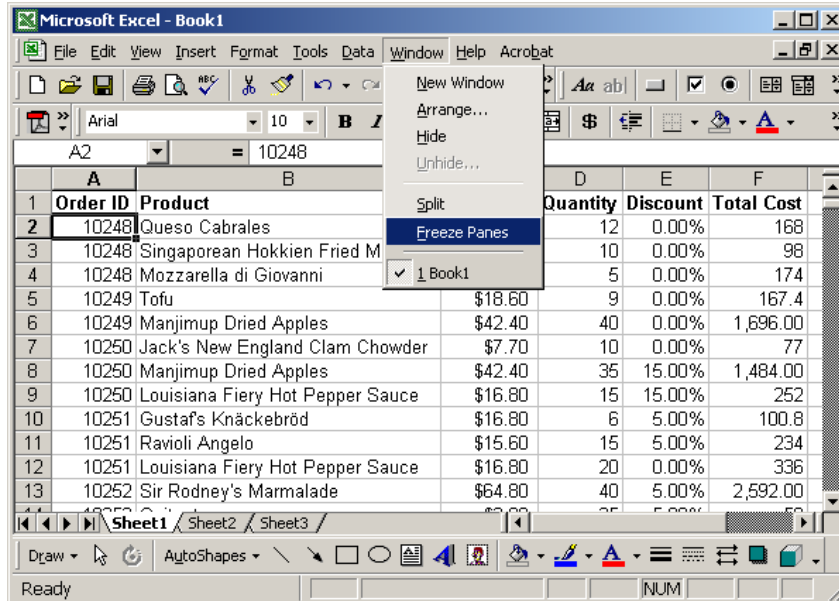 Microsoft Excel - Book1
File Edit View Insert Format Tools Data Window Help Acrobat
New Window
Arrange...
Hide
Unhide...
Split
Freeze Panes
1 Book1
ABC Aa ab
Arial 10 B I $ A
A2 = 10248
A B D E F
1 Order ID Product Quantity Discount Total Cost
2 10248 Queso Cabrales 12 0.00% 168
3 10248 Singaporean Hokkien Fried M 10 0.00% 98
4 10248 Mozzarella di Giovanni 5 0.00% 174
5 10249 Tofu $18.60 9 0.00% 167.4
6 10249 Manjimup Dried Apples $42.40 40 0.00% 1,696.00
7 10250 Jack's New England Clam Chowder $7.70 10 0.00% 77
8 10250 Manjimup Dried Apples $42.40 35 15.00% 1,484.00
9 10250 Louisiana Fiery Hot Pepper Sauce $16.80 15 15.00% 252
10 10251 Gustaf's Knäckebröd $16.80 6 5.00% 100.8
11 10251 Ravioli Angelo $15.60 15 5.00% 234
12 10251 Louisiana Fiery Hot Pepper Sauce $16.80 20 0.00% 336
13 10252 Sir Rodney's Marmalade $64.80 40 5.00% 2,592.00
Sheet1 Sheet2 Sheet3
Draw AutoShapes A A
Ready NUM